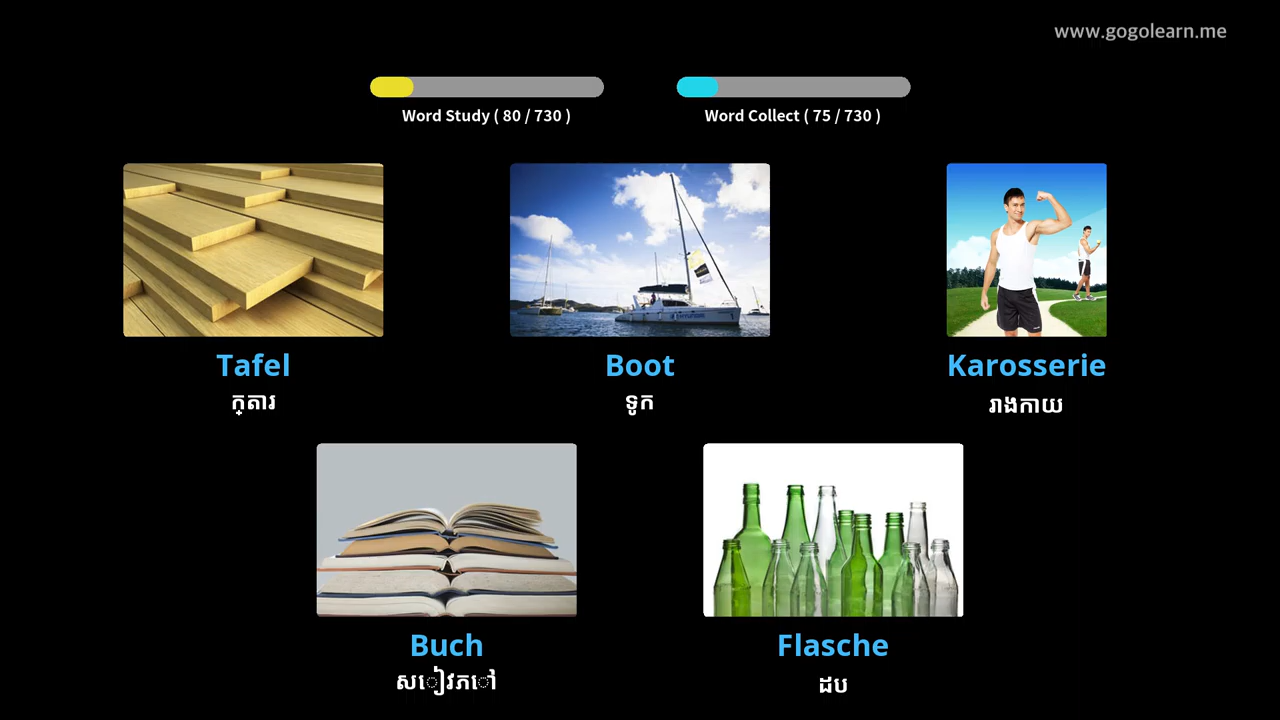 www.gogolearn.me
Word Study ( 80 / 730 )
Word Collect ( 75 / 730 )
Tafel
ក្តារ
Boot
ទូក
Karosserie
រាងកាយ
Buch
សៀវភៅ
Flasche
ដប